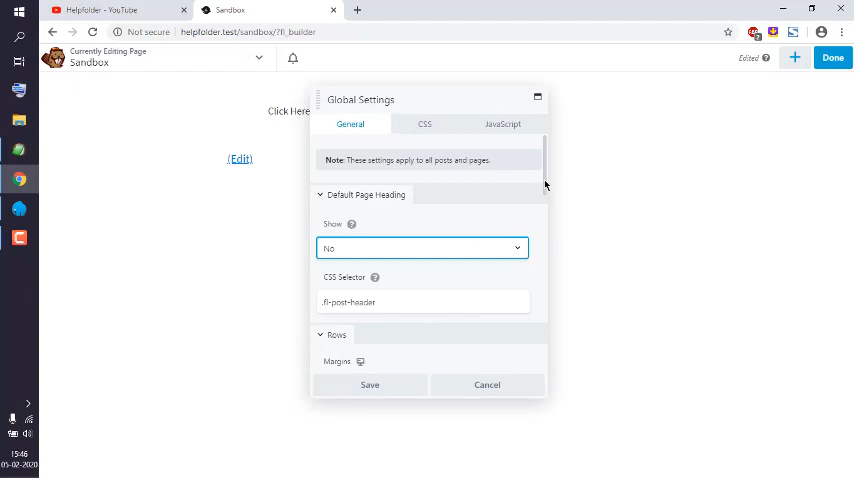 Helpfolder - YouTube
Sandbox
Not secure
helpfolder.test/sandbox/?fl_builder
Currently Editing Page
Sandbox
Edited
Done
Click Here
(Edit)
Global Settings
General
CSS
JavaScript
Note: These settings apply to all posts and pages.
Default Page Heading
Show
No
CSS Selector
.fl-post-header
Rows
Margins
Save
Cancel
15:46
05-02-2020